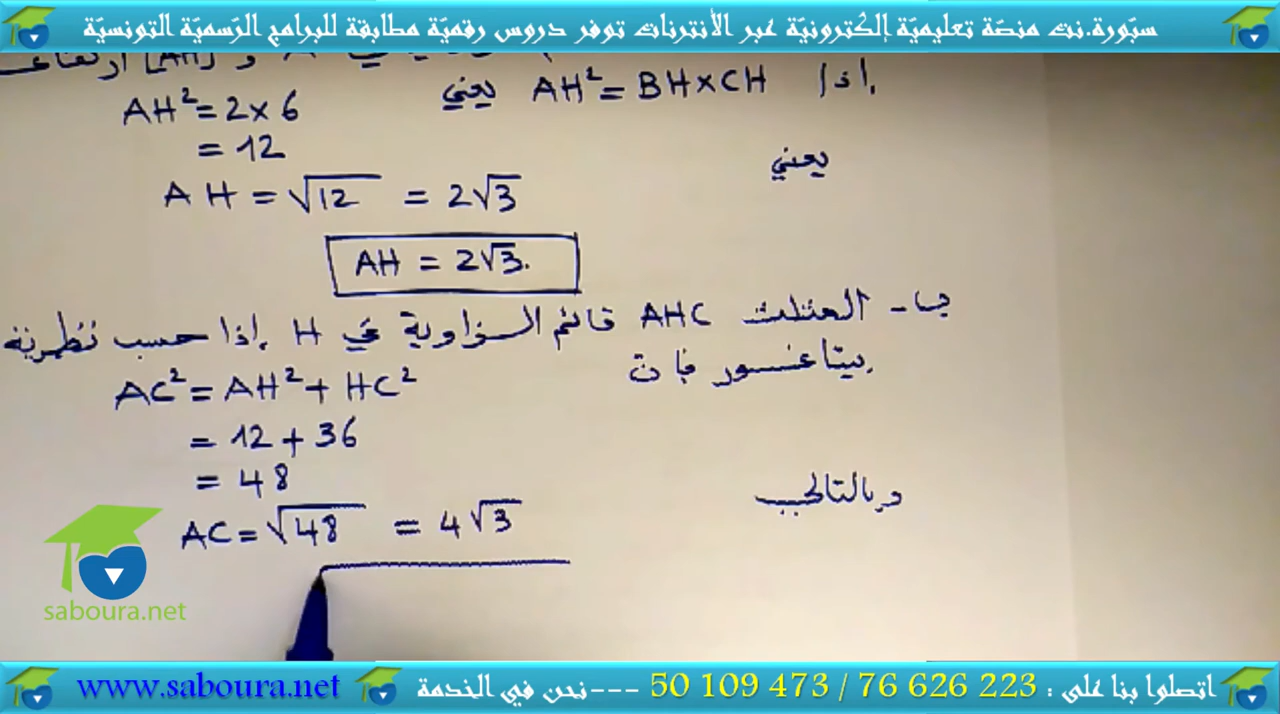 سبّورة.نت منصّة تعليميّة إلكترونيّة عبر الأنترنات توفر دروس رقميّة مطابقة للبرامج الرّسميّة التونسيّة
و [AH] ارتفاعـ
إذا AH²=BH×CH يعني
AH²=2×6
=12
يعني
AH=√12 = 2√3
AH = 2√3.
ب- المثلث AHC قائم الزاوية في H إذا حسب نظرية
بيتاغور فإن
AC²=AH²+HC²
= 12+36
= 48
وبالتالي
AC=√48 = 4√3
saboura.net
اتصلوا بنا على : 50 109 473 / 76 626 223 ---نحن في الخدمة www.saboura.net